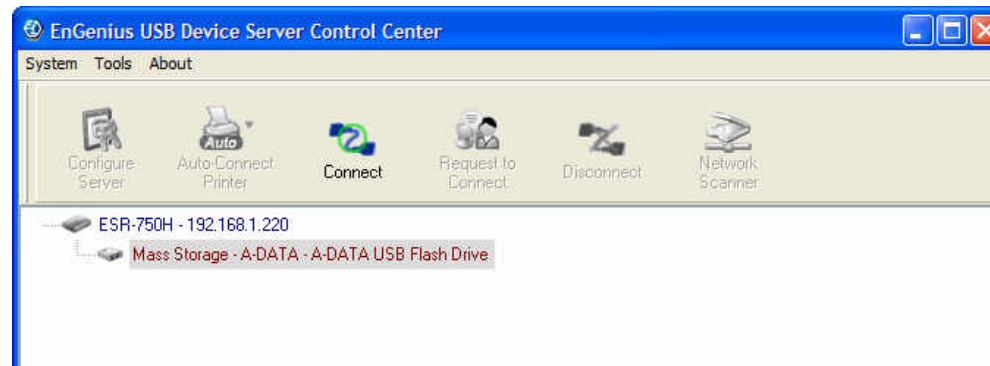 EnGenius USB Device Server Control Center
System Tools About
Configure Server
Auto
Auto-Connect Printer
Connect
Request to Connect
Disconnect
Network Scanner
ESR-750H - 192.168.1.220
Mass Storage - A-DATA - A-DATA USB Flash Drive